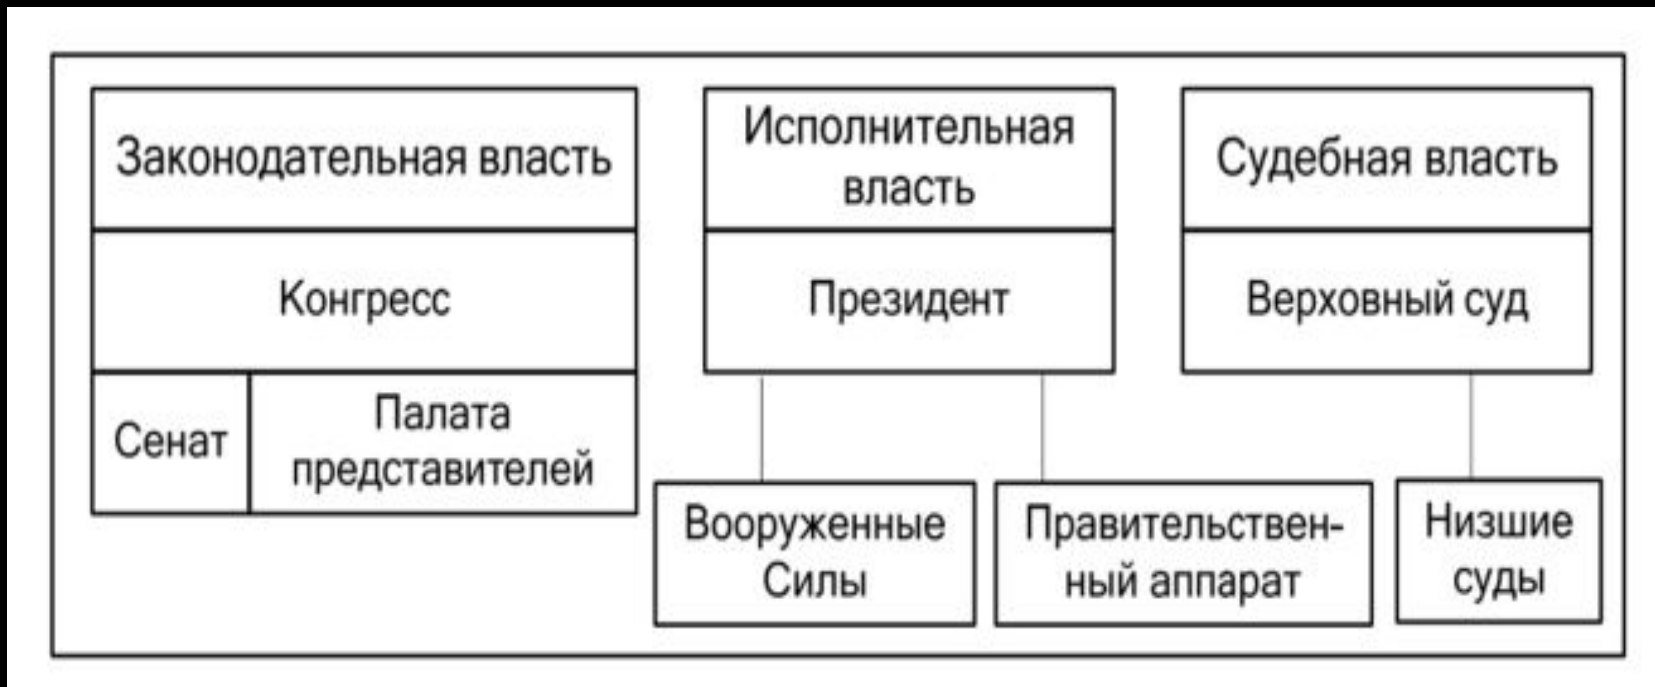 Законодательная власть
Конгресс
Сенат
Палата
представителей
Исполнительная
власть
Президент
Вооруженные
Силы
Правительствен-
ный аппарат
Судебная власть
Верховный суд
Низшие
суды